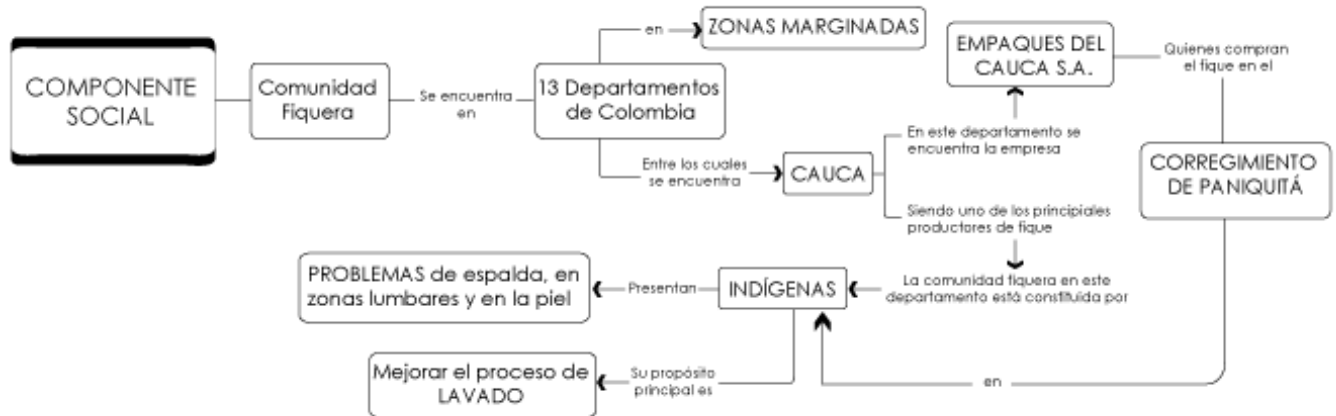 COMPONENTE
SOCIAL
Comunidad
Fiquera
Se encuentra
en
13 Departamentos
de Colombia
en
ZONAS MARGINADAS
Entre los cuales
se encuentra
CAUCA
En este departamento se
encuentra la empresa
EMPAQUES DEL
CAUCA S.A.
Quienes compran
el fique en el
CORREGIMIENTO
DE PANIQUITÁ
en
Siendo uno de los principiales
productores de fique
La comunidad fiquera en este
departamento está constituida por
INDÍGENAS
Presentan
PROBLEMAS de espalda, en
zonas lumbares y en la piel
Su propósito
principal es
Mejorar el proceso de
LAVADO